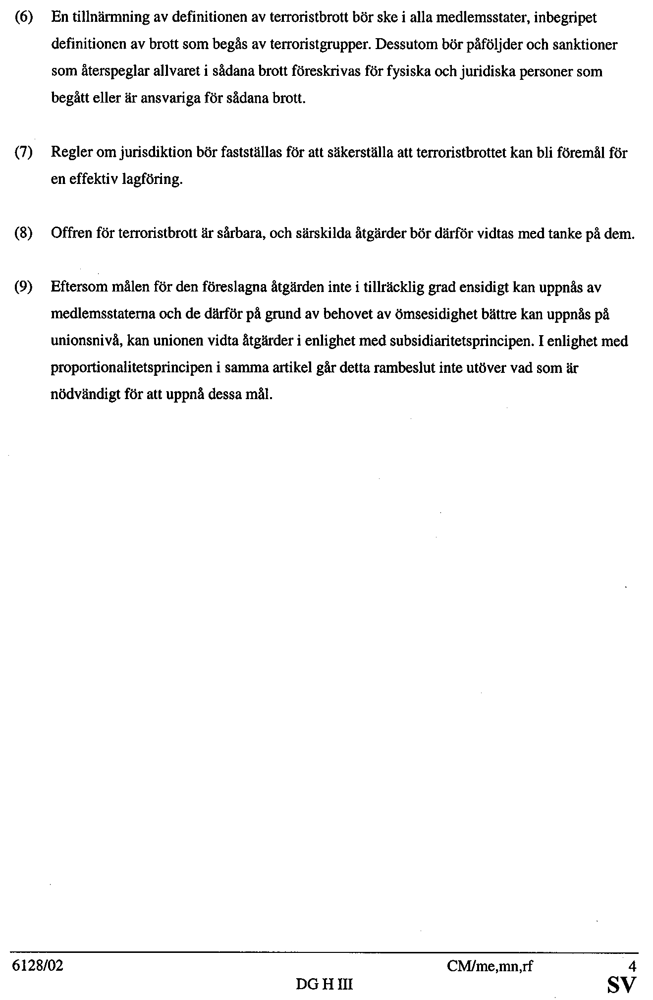 (6) En tillnärmning av definitionen av terroristbrott bör ske i alla medlemsstater, inbegripet
definitionen av brott som begås av terroristgrupper. Dessutom bör påföljder och sanktioner
som återspeglar allvaret i sådana brott föreskrivas för fysiska och juridiska personer som
begått eller är ansvariga för sådana brott.
(7) Regler om jurisdiktion bör fastställas för att säkerställa att terroristbrottet kan bli föremål för
en effektiv lagföring.
(8) Offren för terroristbrott är sårbara, och särskilda åtgärder bör därför vidtas med tanke på dem.
(9) Eftersom målen för den föreslagna åtgärden inte i tillräcklig grad ensidigt kan uppnås av
medlemsstaterna och de därför på grund av behovet av ömsesidighet bättre kan uppnås på
unionsnivå, kan unionen vidta åtgärder i enlighet med subsidiaritetsprincipen. I enlighet med
proportionalitetsprincipen i samma artikel går detta rambeslut inte utöver vad som är
nödvändigt för att uppnå dessa mål.
6128/02 CM/me,mn,rf 4
DG H III SV